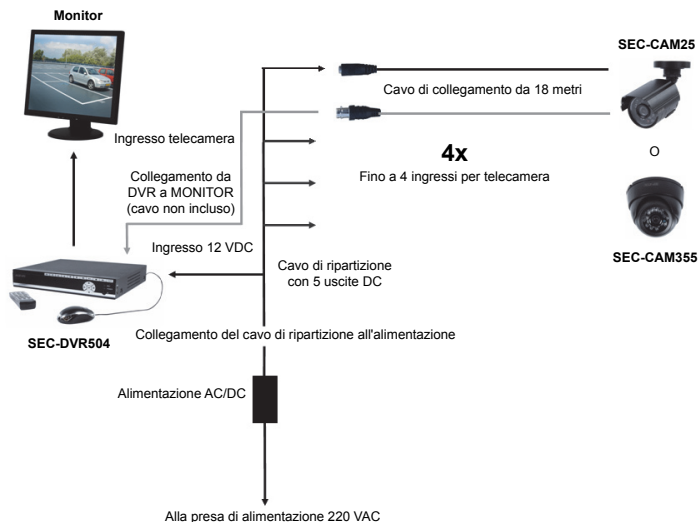 Monitor
SEC-CAM25
Cavo di collegamento da 18 metri
Ingresso telecamera
4x
O
Fino a 4 ingressi per telecamera
Collegamento da
DVR a MONITOR
(cavo non incluso)
Ingresso 12 VDC
SEC-CAM355
Cavo di ripartizione
con 5 uscite DC
SEC-DVR504
Collegamento del cavo di ripartizione all'alimentazione
Alimentazione AC/DC
Alla presa di alimentazione 220 VAC